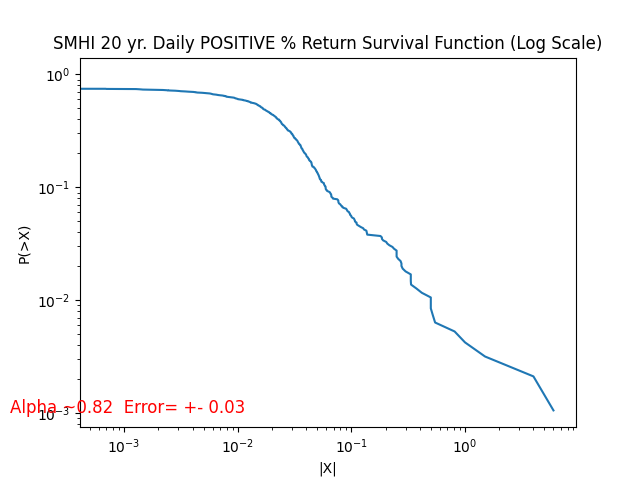 SMHI 20 yr. Daily POSITIVE % Return Survival Function (Log Scale)
10⁰
10⁻¹
P(>X)
10⁻²
10⁻³
Alpha ~0.82  Error= +- 0.03
10⁻³ 10⁻² 10⁻¹ 10⁰
|X|